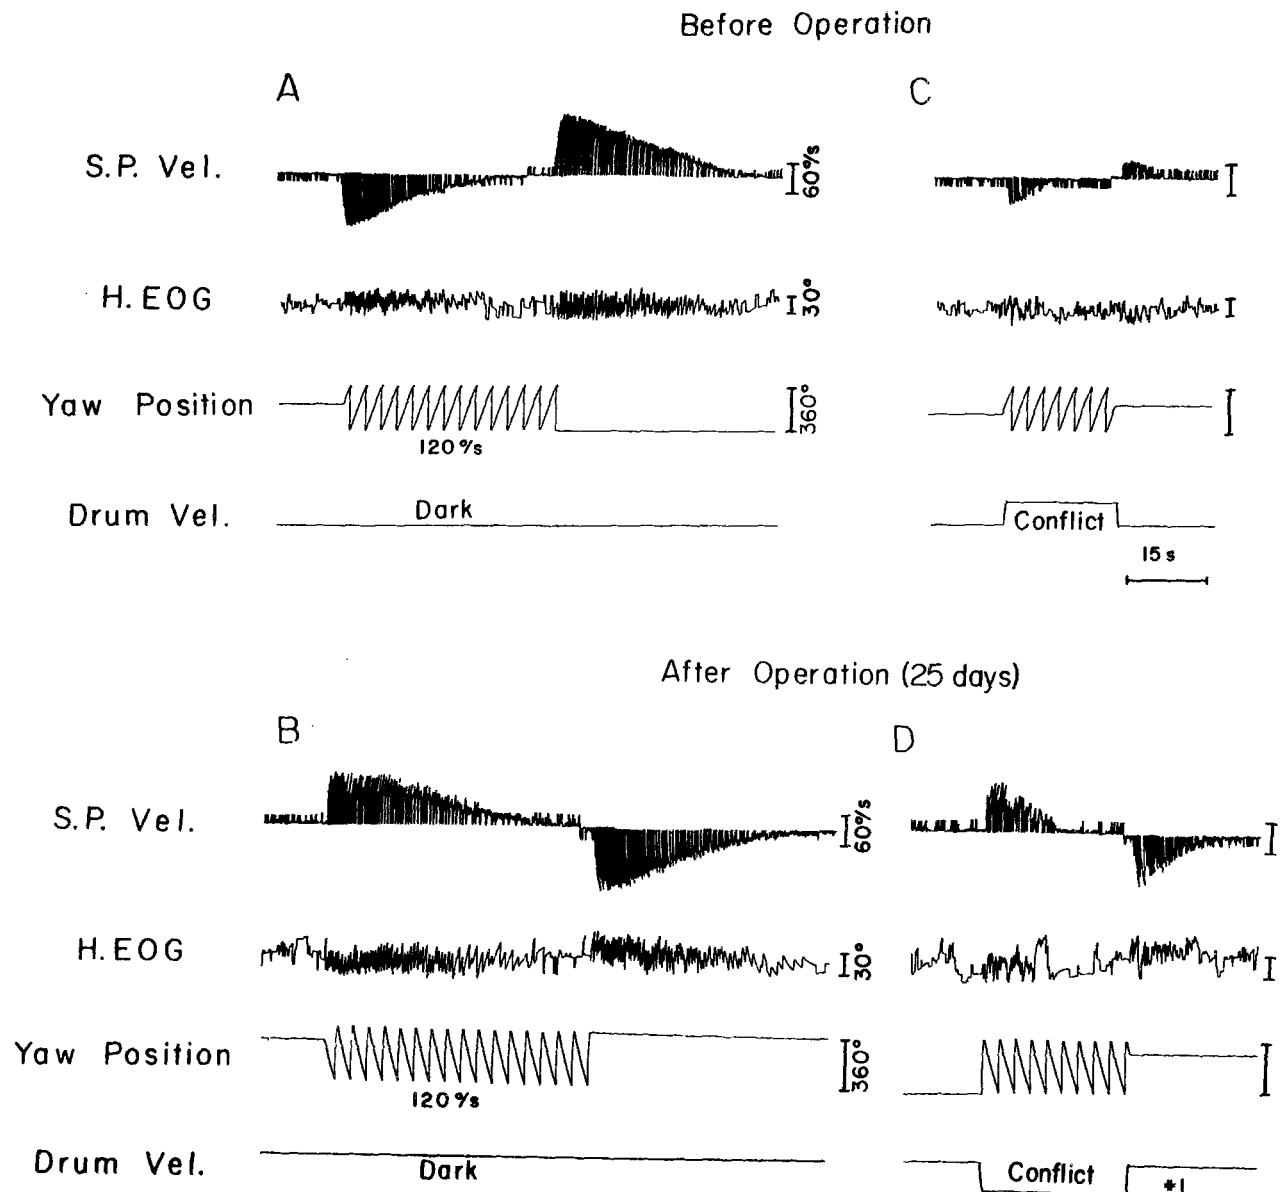 Before Operation
A
C
S.P. Vel.
60°/s
H. EOG
30°
Yaw Position
360°
120°/s
Drum Vel.
Dark
Conflict
15 s
After Operation (25 days)
B
D
S.P. Vel.
60°/s
H. EOG
30°
Yaw Position
360°
120°/s
Drum Vel.
Dark
Conflict
#1